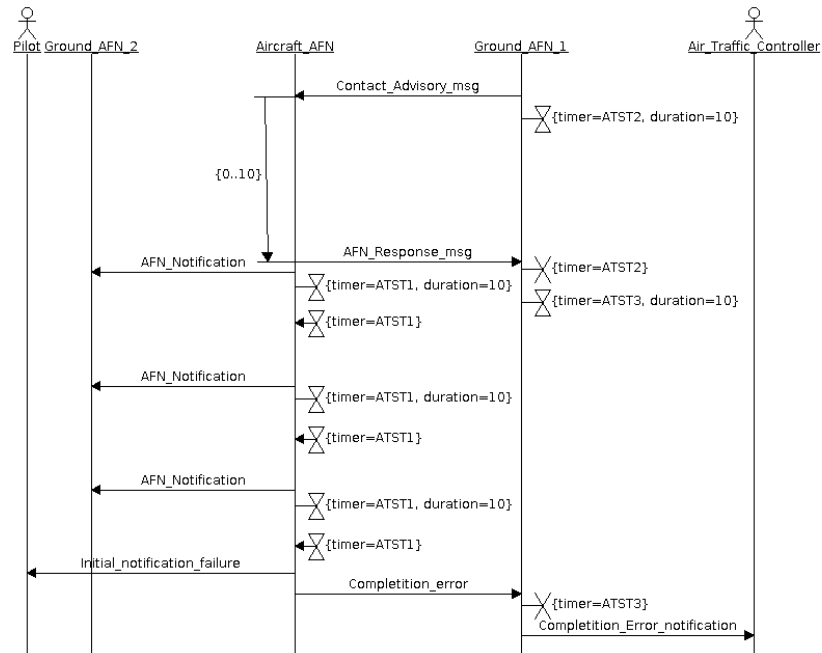 Pilot Ground_AFN_2 Aircraft_AFN Ground_AFN_1 Air_Traffic_Controller
Contact_Advisory_msg
{timer=ATST2, duration=10}
{0..10}
AFN_Response_msg
AFN_Notification
{timer=ATST2}
{timer=ATST1, duration=10}
{timer=ATST3, duration=10}
{timer=ATST1}
AFN_Notification
{timer=ATST1, duration=10}
{timer=ATST1}
AFN_Notification
{timer=ATST1, duration=10}
{timer=ATST1}
Initial_notification_failure
Completition_error
{timer=ATST3}
Completition_Error_notification